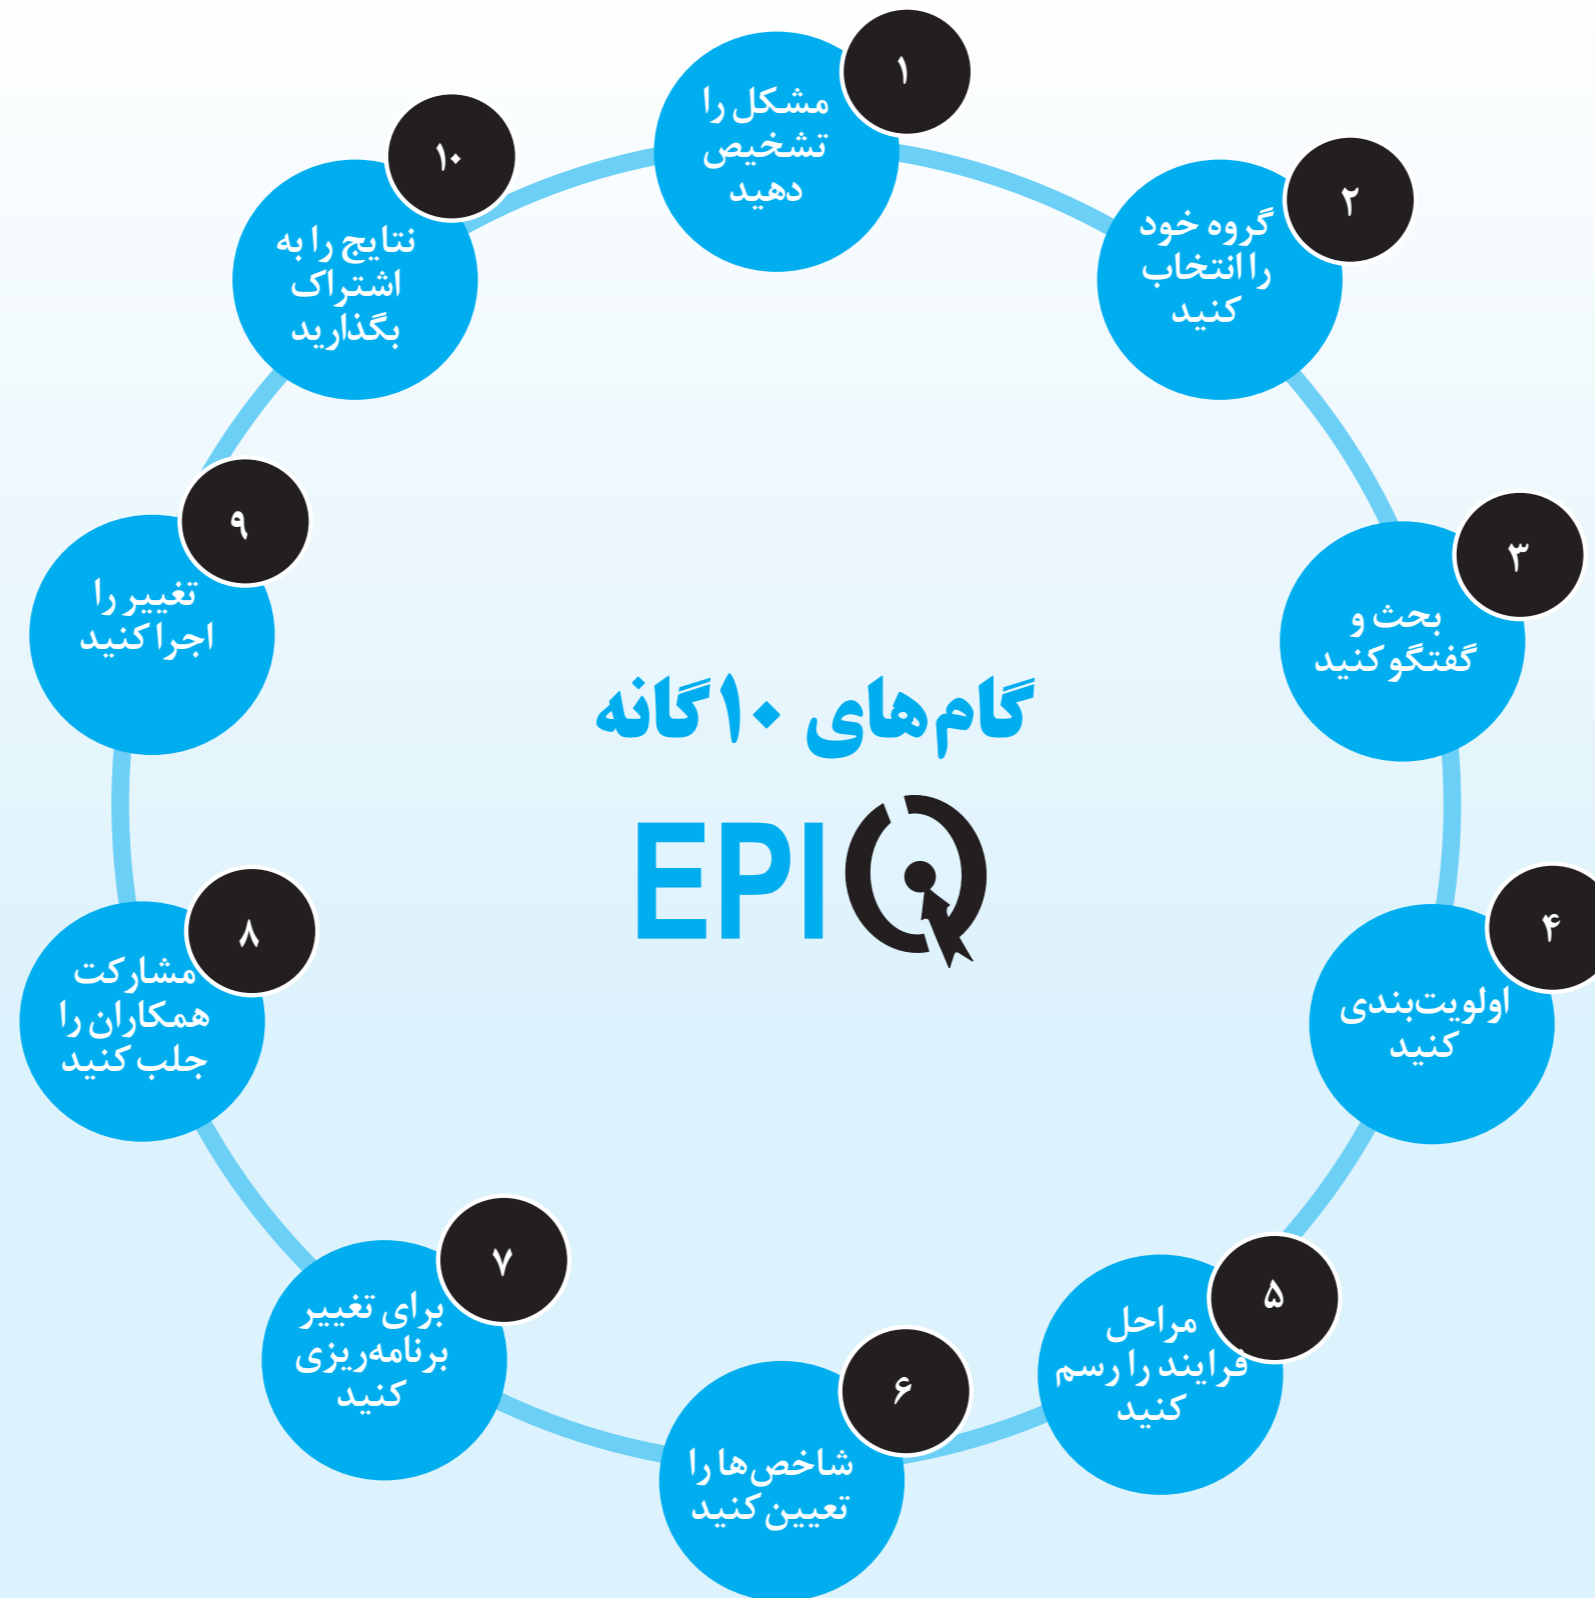 گام‌های ۱۰گانه
EPIQ
۱
مشکل را
تشخیص
دهید
۲
گروه خود
را انتخاب
کنید
۳
بحث و
گفتگو کنید
۴
اولویت‌بندی
کنید
۵
مراحل
فرایند را رسم
کنید
۶
شاخص‌ها را
تعیین کنید
۷
برای تغییر
برنامه‌ریزی
کنید
۸
مشارکت
همکاران را
جلب کنید
۹
تغییر را
اجرا کنید
۱۰
نتایج را به
اشتراک
بگذارید